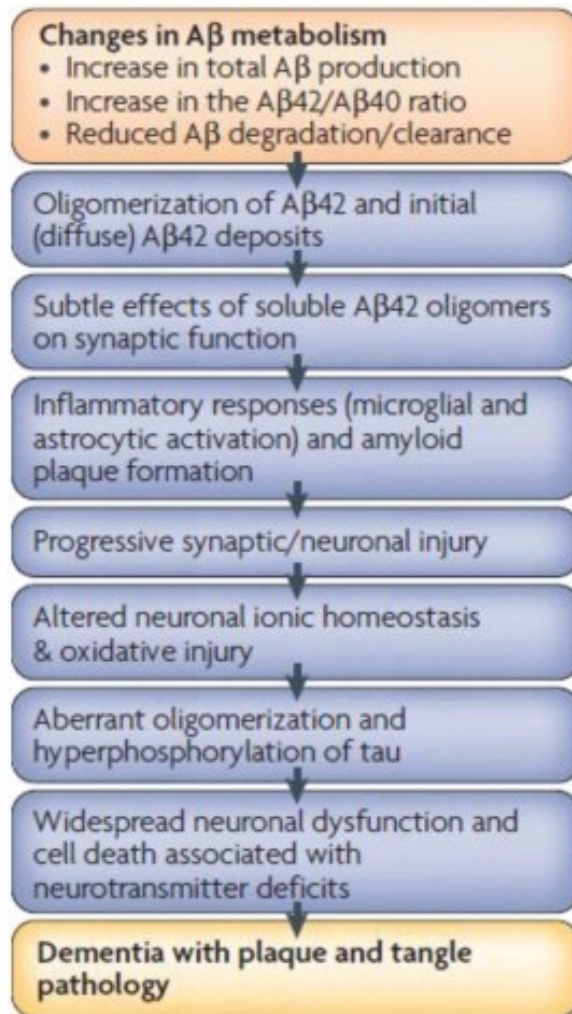 Changes in Aβ metabolism
• Increase in total Aβ production
• Increase in the Aβ42/Aβ40 ratio
• Reduced Aβ degradation/clearance
Oligomerization of Aβ42 and initial
(diffuse) Aβ42 deposits
Subtle effects of soluble Aβ42 oligomers
on synaptic function
Inflammatory responses (microglial and
astrocytic activation) and amyloid
plaque formation
Progressive synaptic/neuronal injury
Altered neuronal ionic homeostasis
& oxidative injury
Aberrant oligomerization and
hyperphosphorylation of tau
Widespread neuronal dysfunction and
cell death associated with
neurotransmitter deficits
Dementia with plaque and tangle
pathology